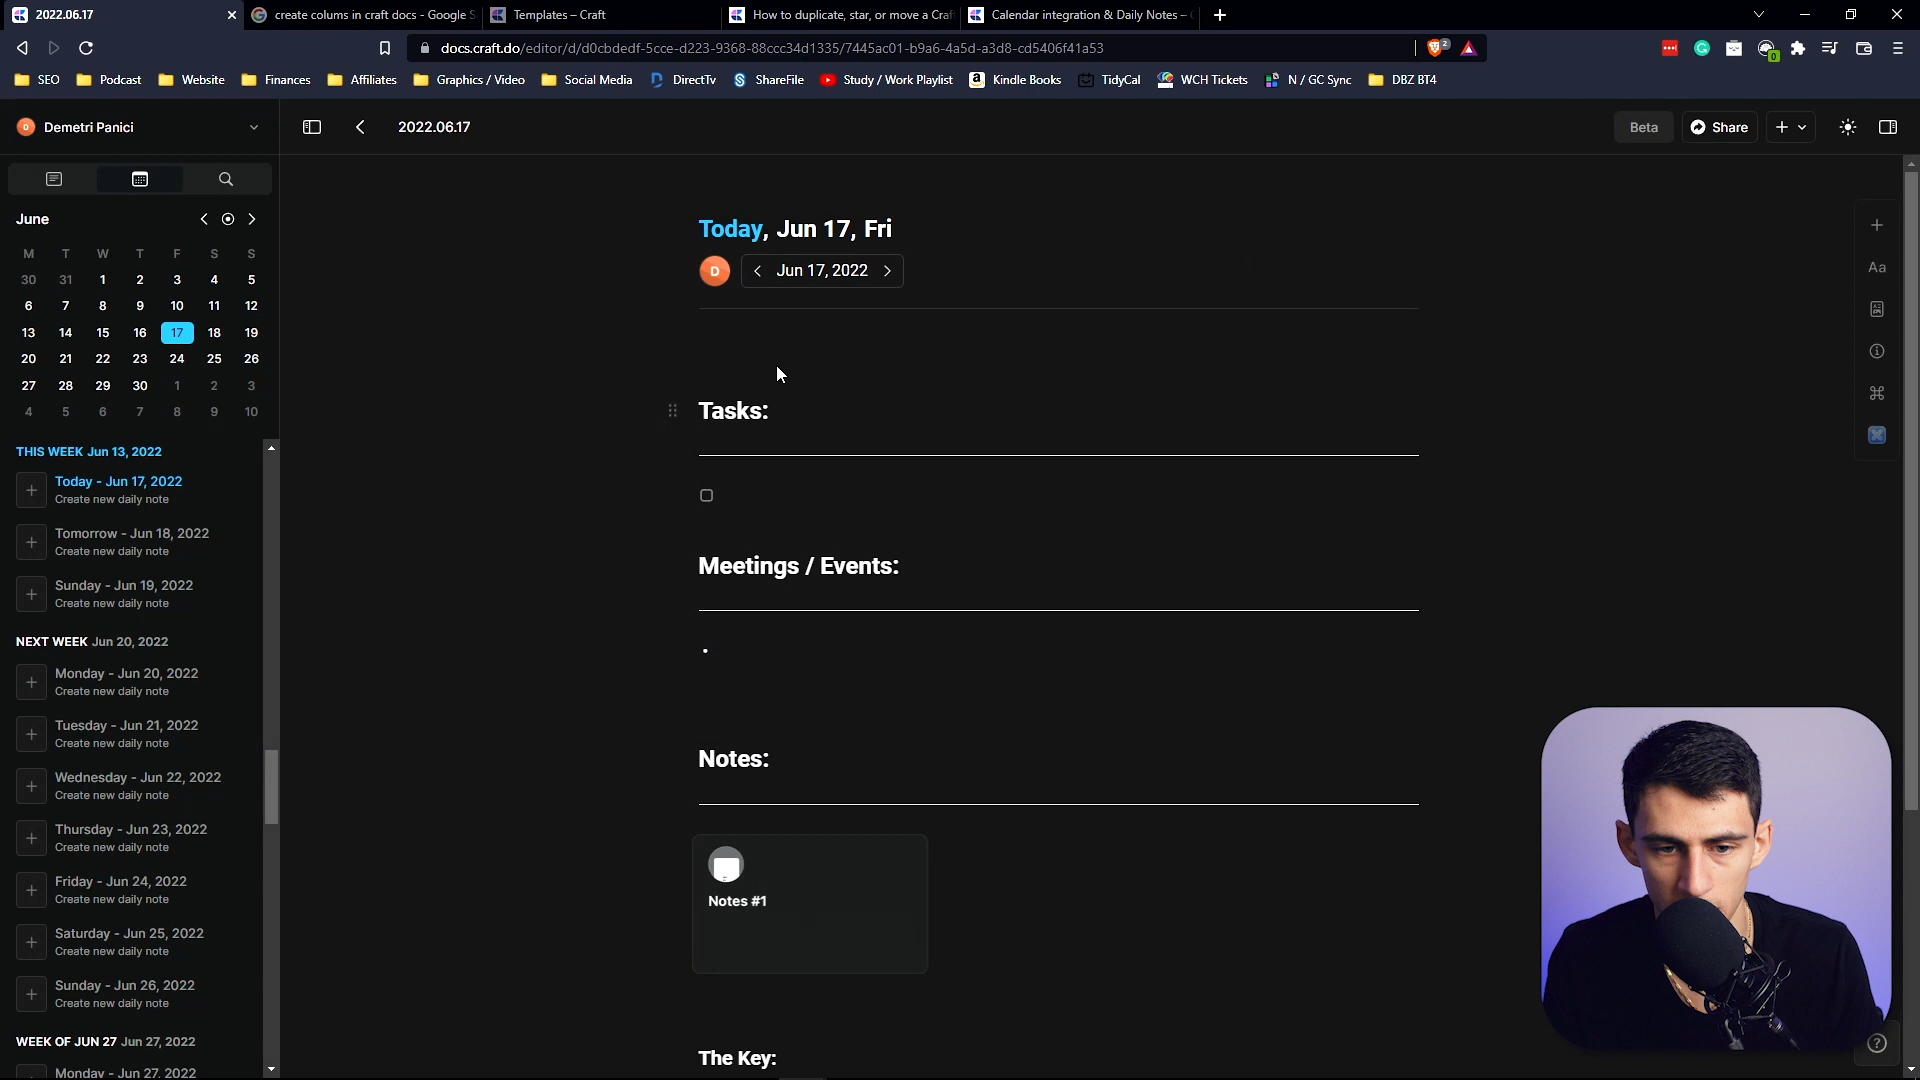 2022.06.17
create colums in craft docs - Google S
Templates – Craft
How to duplicate, star, or move a Craf
Calendar integration & Daily Notes –
docs.craft.do/editor/d/d0cbdedf-5cce-d223-9368-88ccc34d1335/7445ac01-b9a6-4a5d-a3d8-cd5406f41a53
2
0
SEO
Podcast
Website
Finances
Affiliates
Graphics / Video
Social Media
DirectTv
ShareFile
Study / Work Playlist
Kindle Books
TidyCal
WCH Tickets
N / GC Sync
DBZ BT4
D
Demetri Panici
2022.06.17
Beta
Share
June
M T W T F S S
30 31 1 2 3 4 5
6 7 8 9 10 11 12
13 14 15 16 17 18 19
20 21 22 23 24 25 26
27 28 29 30 1 2 3
4 5 6 7 8 9 10
THIS WEEK Jun 13, 2022
Today - Jun 17, 2022
Create new daily note
Tomorrow - Jun 18, 2022
Create new daily note
Sunday - Jun 19, 2022
Create new daily note
NEXT WEEK Jun 20, 2022
Monday - Jun 20, 2022
Create new daily note
Tuesday - Jun 21, 2022
Create new daily note
Wednesday - Jun 22, 2022
Create new daily note
Thursday - Jun 23, 2022
Create new daily note
Friday - Jun 24, 2022
Create new daily note
Saturday - Jun 25, 2022
Create new daily note
Sunday - Jun 26, 2022
Create new daily note
WEEK OF JUN 27 Jun 27, 2022
Monday - Jun 27, 2022
Today, Jun 17, Fri
D
Jun 17, 2022
Tasks:
Meetings / Events:
•
Notes:
Notes #1
The Key:
Aa